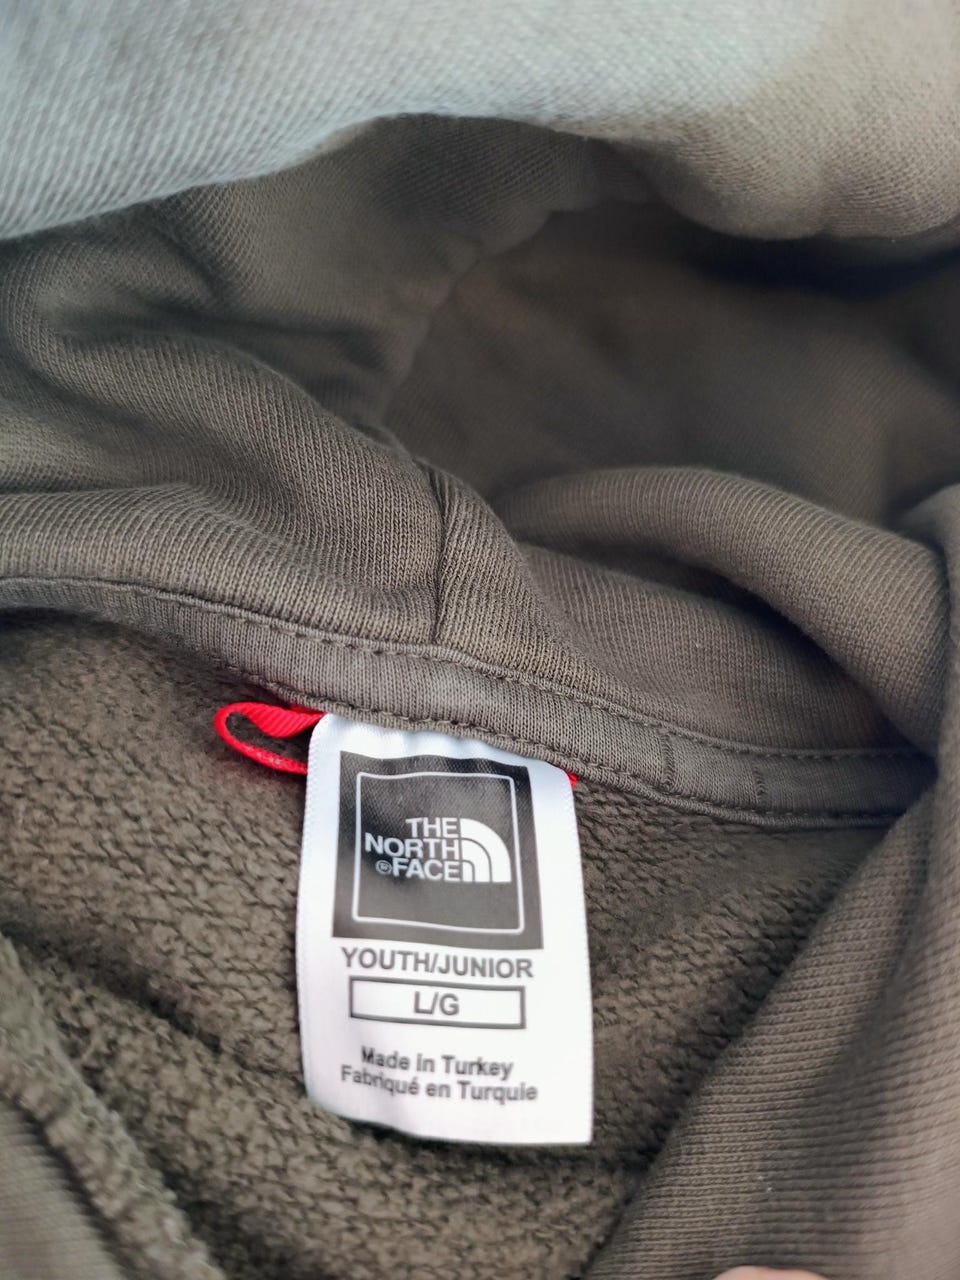 THE
NORTH
FACE
YOUTH/JUNIOR
L/G
Made in Turkey
Fabriqué en Turquie